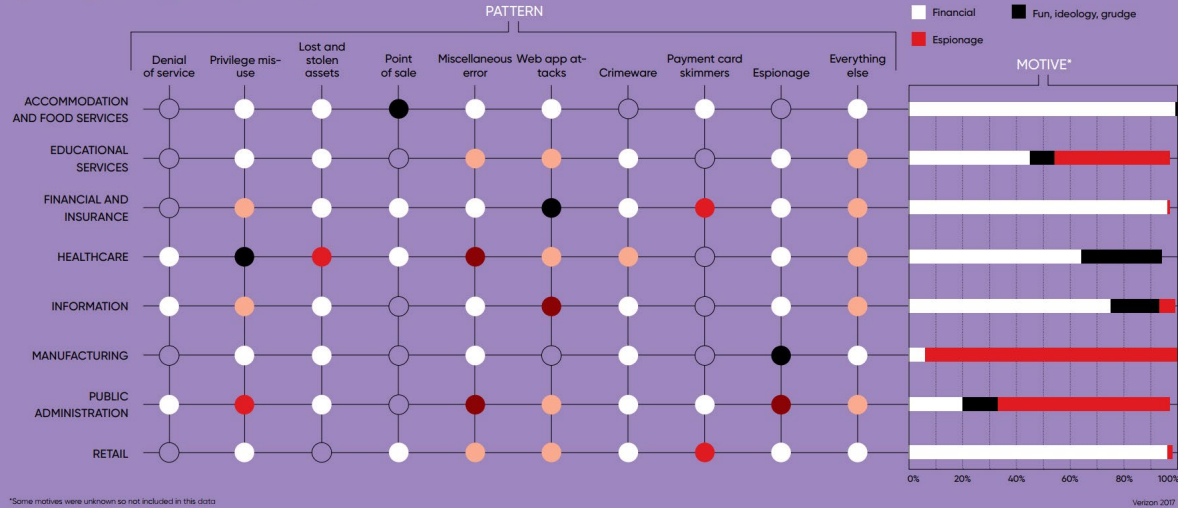 PATTERN
Financial
Fun, ideology, grudge
Espionage
MOTIVE*
Denial
of service
Privilege mis-
use
Lost and
stolen
assets
Point
of sale
Miscellaneous
error
Web app at-
tacks
Crimeware
Payment card
skimmers
Espionage
Everything
else
ACCOMMODATION
AND FOOD SERVICES
EDUCATIONAL
SERVICES
FINANCIAL AND
INSURANCE
HEALTHCARE
INFORMATION
MANUFACTURING
PUBLIC
ADMINISTRATION
RETAIL
0% 20% 40% 60% 80% 100%
*Some motives were unknown so not included in this data
Verizon 2017